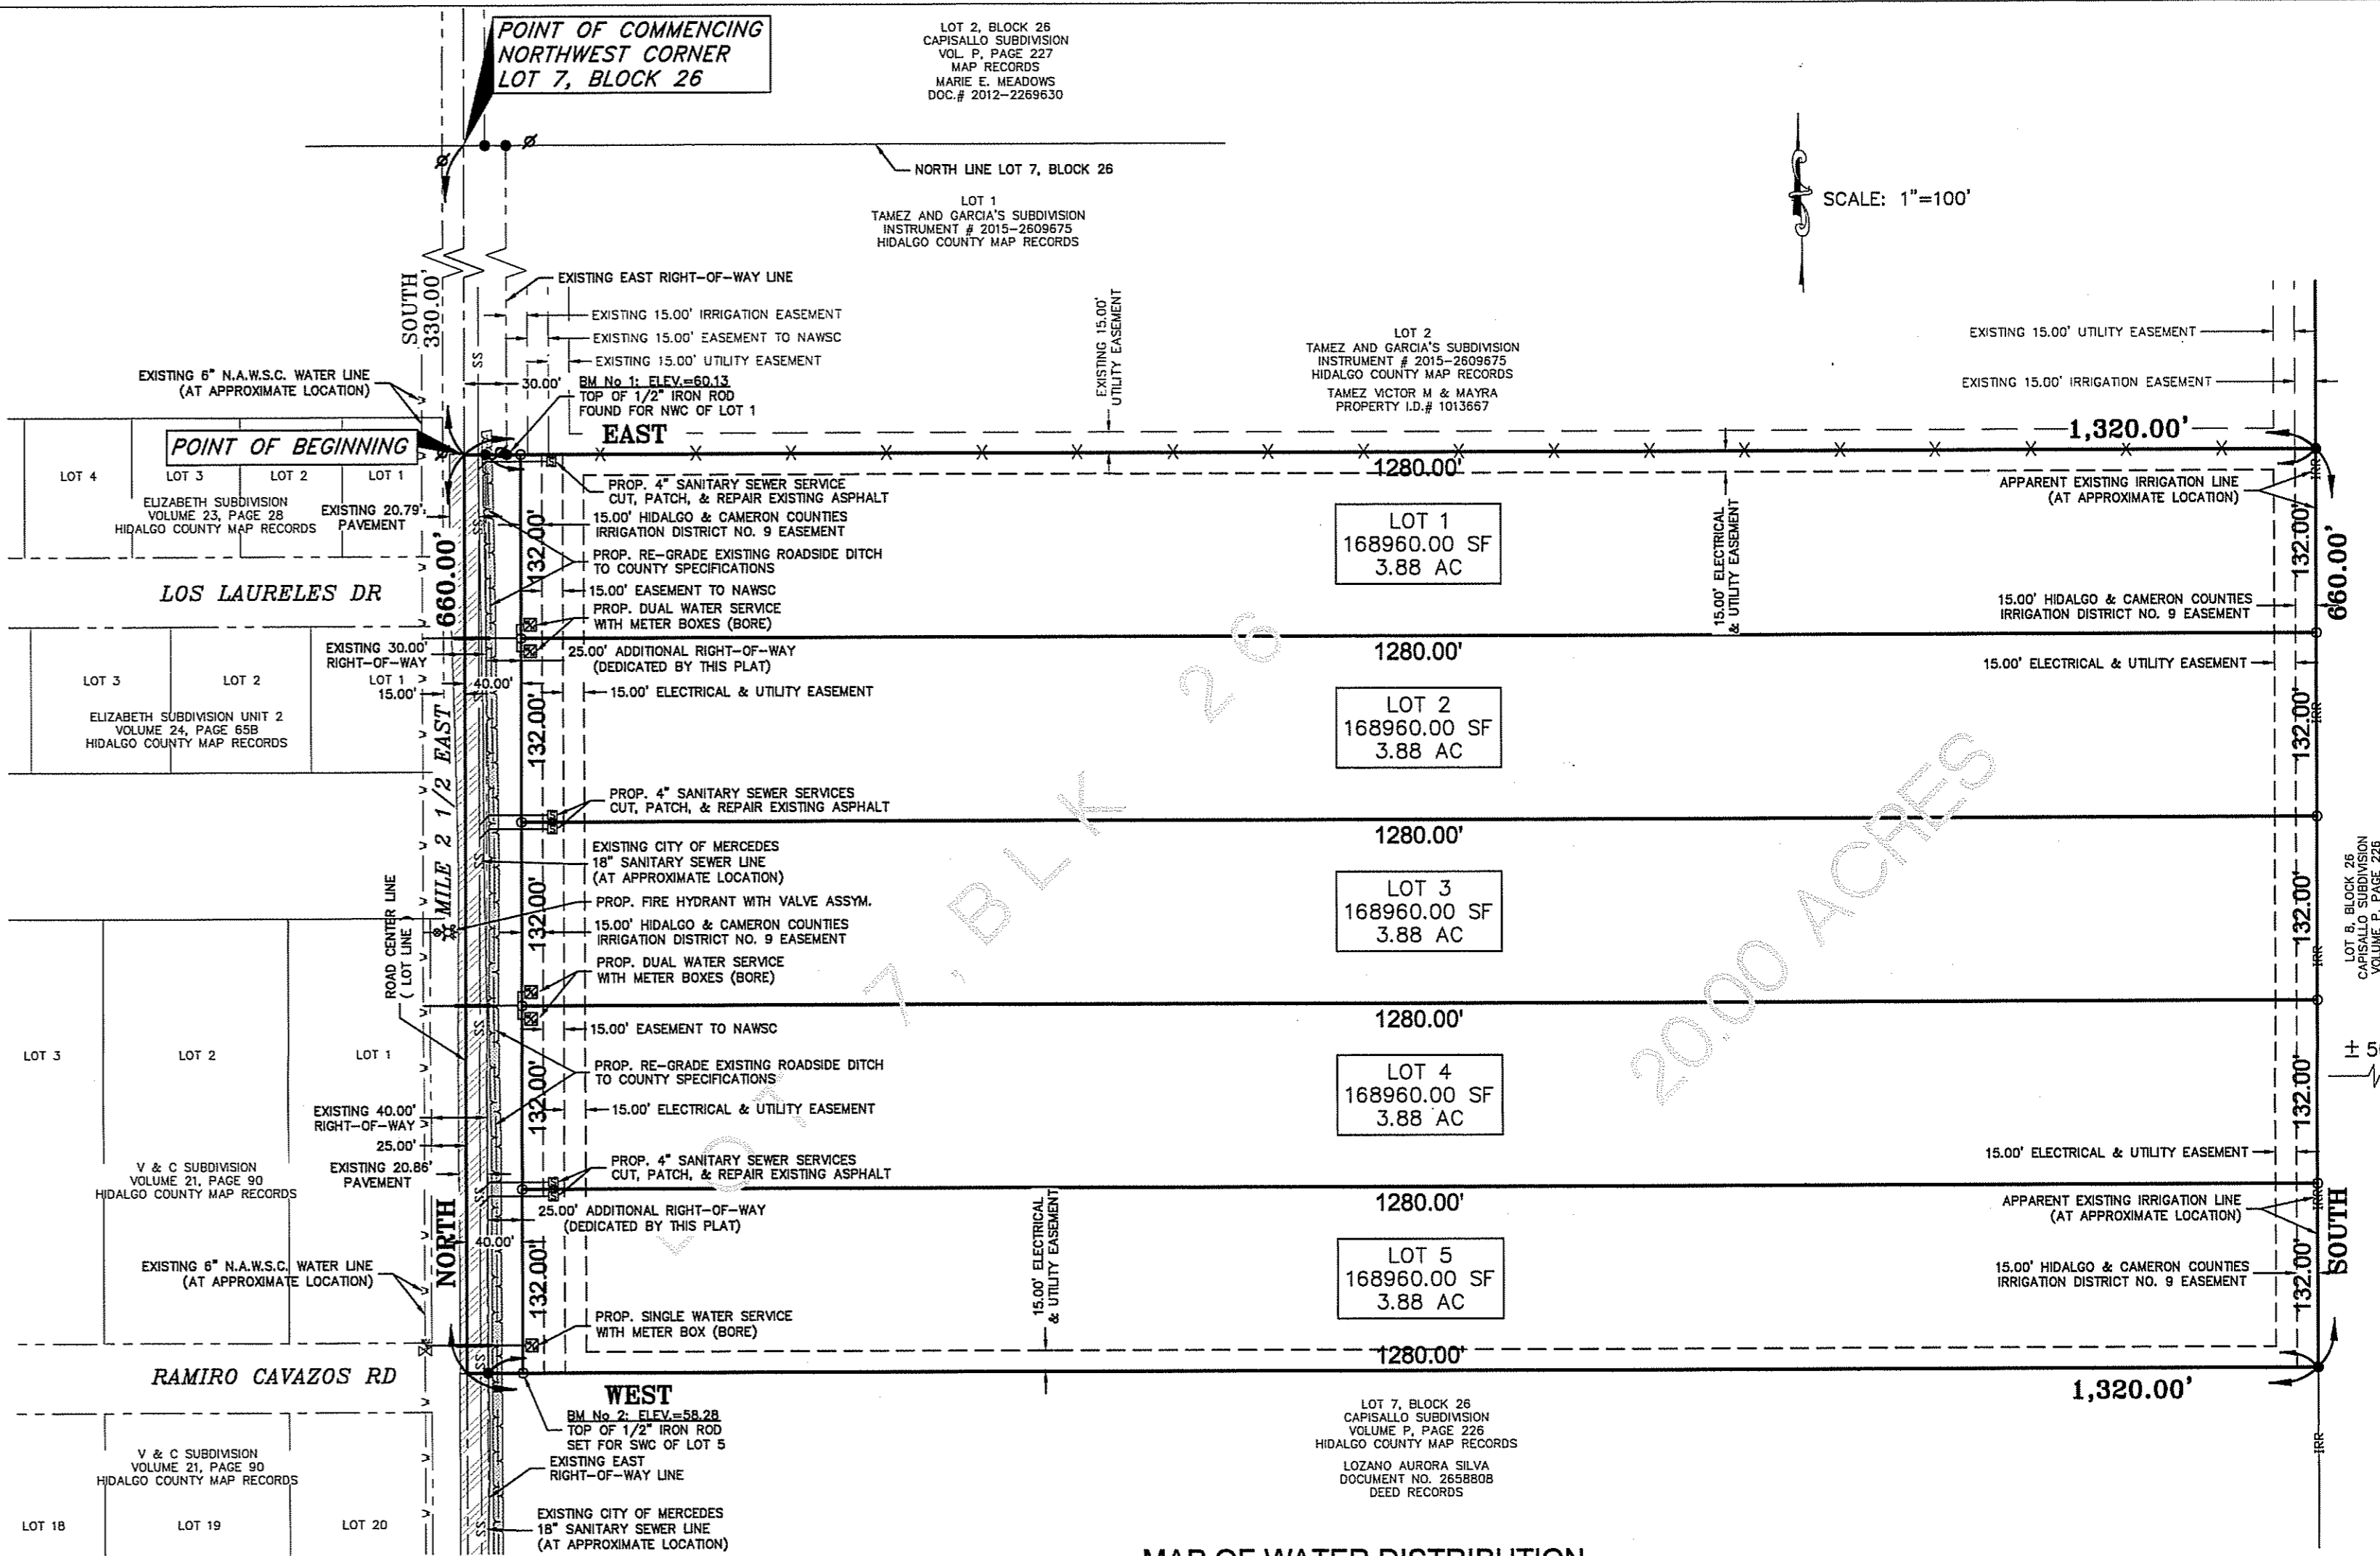 POINT OF COMMENCING
NORTHWEST CORNER
LOT 7, BLOCK 26
LOT 2, BLOCK 26
CAPISALLO SUBDIVISION
VOL. P, PAGE 227
MAP RECORDS
MARIE E. MEADOWS
DOC.# 2012-2269630
NORTH LINE LOT 7, BLOCK 26
SCALE: 1"=100'
LOT 1
TAMEZ AND GARCIA'S SUBDIVISION
INSTRUMENT # 2015-2609675
HIDALGO COUNTY MAP RECORDS
SOUTH
330.00'
EXISTING EAST RIGHT-OF-WAY LINE
EXISTING 15.00' IRRIGATION EASEMENT
EXISTING 15.00' EASEMENT TO NAWSC
EXISTING 15.00' UTILITY EASEMENT
30.00'
BM No 1: ELEV.=60.13
TOP OF 1/2" IRON ROD
FOUND FOR NWC OF LOT 1
EXISTING 15.00'
UTILITY EASEMENT
LOT 2
TAMEZ AND GARCIA'S SUBDIVISION
INSTRUMENT # 2015-2609675
HIDALGO COUNTY MAP RECORDS
TAMEZ VICTOR M & MAYRA
PROPERTY I.D.# 1013667
EXISTING 15.00' UTILITY EASEMENT
EXISTING 15.00' IRRIGATION EASEMENT
EXISTING 6" N.A.W.S.C. WATER LINE
(AT APPROXIMATE LOCATION)
POINT OF BEGINNING
EAST
1,320.00'
1280.00'
LOT 4
LOT 3
LOT 2
LOT 1
ELIZABETH SUBDIVISION
VOLUME 23, PAGE 28
HIDALGO COUNTY MAP RECORDS
EXISTING 20.79'
PAVEMENT
PROP. 4" SANITARY SEWER SERVICE
CUT, PATCH, & REPAIR EXISTING ASPHALT
15.00' HIDALGO & CAMERON COUNTIES
IRRIGATION DISTRICT NO. 9 EASEMENT
PROP. RE-GRADE EXISTING ROADSIDE DITCH
TO COUNTY SPECIFICATIONS
15.00' EASEMENT TO NAWSC
PROP. DUAL WATER SERVICE
WITH METER BOXES (BORE)
132.00'
660.00'
LOT 1
168960.00 SF
3.88 AC
15.00' ELECTRICAL
& UTILITY EASEMENT
APPARENT EXISTING IRRIGATION LINE
(AT APPROXIMATE LOCATION)
IRR
132.00'
660.00'
15.00' HIDALGO & CAMERON COUNTIES
IRRIGATION DISTRICT NO. 9 EASEMENT
LOS LAURELES DR
EXISTING 30.00'
RIGHT-OF-WAY
25.00' ADDITIONAL RIGHT-OF-WAY
(DEDICATED BY THIS PLAT)
1280.00'
15.00' ELECTRICAL & UTILITY EASEMENT
LOT 3
LOT 2
LOT 1
15.00'
40.00'
15.00' ELECTRICAL & UTILITY EASEMENT
ELIZABETH SUBDIVISION UNIT 2
VOLUME 24, PAGE 65B
HIDALGO COUNTY MAP RECORDS
MILE 2 1/2 EAST
132.00'
LOT 2
168960.00 SF
3.88 AC
132.00'
IRR
PROP. 4" SANITARY SEWER SERVICES
CUT, PATCH, & REPAIR EXISTING ASPHALT
1280.00'
EXISTING CITY OF MERCEDES
18" SANITARY SEWER LINE
(AT APPROXIMATE LOCATION)
PROP. FIRE HYDRANT WITH VALVE ASSYM.
15.00' HIDALGO & CAMERON COUNTIES
IRRIGATION DISTRICT NO. 9 EASEMENT
PROP. DUAL WATER SERVICE
WITH METER BOXES (BORE)
ROAD CENTER LINE
( LOT LINE )
132.00'
LOT 3
168960.00 SF
3.88 AC
132.00'
IRR
LOT 8, BLOCK 26
CAPISALLO SUBDIVISION
VOLUME P, PAGE 226
LOT 7, BLK 26
20.00 ACRES
1280.00'
15.00' EASEMENT TO NAWSC
LOT 3
LOT 2
LOT 1
PROP. RE-GRADE EXISTING ROADSIDE DITCH
TO COUNTY SPECIFICATIONS
132.00'
15.00' ELECTRICAL & UTILITY EASEMENT
LOT 4
168960.00 SF
3.88 AC
132.00'
EXISTING 40.00'
RIGHT-OF-WAY
25.00'
EXISTING 20.86'
PAVEMENT
V & C SUBDIVISION
VOLUME 21, PAGE 90
HIDALGO COUNTY MAP RECORDS
PROP. 4" SANITARY SEWER SERVICES
CUT, PATCH, & REPAIR EXISTING ASPHALT
15.00' ELECTRICAL & UTILITY EASEMENT
1280.00'
25.00' ADDITIONAL RIGHT-OF-WAY
(DEDICATED BY THIS PLAT)
40.00'
NORTH
15.00' ELECTRICAL
& UTILITY EASEMENT
APPARENT EXISTING IRRIGATION LINE
(AT APPROXIMATE LOCATION)
IRR
SOUTH
EXISTING 6" N.A.W.S.C. WATER LINE
(AT APPROXIMATE LOCATION)
132.00'
LOT 5
168960.00 SF
3.88 AC
15.00' HIDALGO & CAMERON COUNTIES
IRRIGATION DISTRICT NO. 9 EASEMENT
132.00'
PROP. SINGLE WATER SERVICE
WITH METER BOX (BORE)
1280.00'
RAMIRO CAVAZOS RD
WEST
1,320.00'
BM No 2: ELEV.=58.28
TOP OF 1/2" IRON ROD
SET FOR SWC OF LOT 5
EXISTING EAST
RIGHT-OF-WAY LINE
LOT 7, BLOCK 26
CAPISALLO SUBDIVISION
VOLUME P, PAGE 226
HIDALGO COUNTY MAP RECORDS
LOZANO AURORA SILVA
DOCUMENT NO. 2658808
DEED RECORDS
IRR
V & C SUBDIVISION
VOLUME 21, PAGE 90
HIDALGO COUNTY MAP RECORDS
LOT 18
LOT 19
LOT 20
EXISTING CITY OF MERCEDES
18" SANITARY SEWER LINE
(AT APPROXIMATE LOCATION)
MAP OF WATER DISTRIBUTION